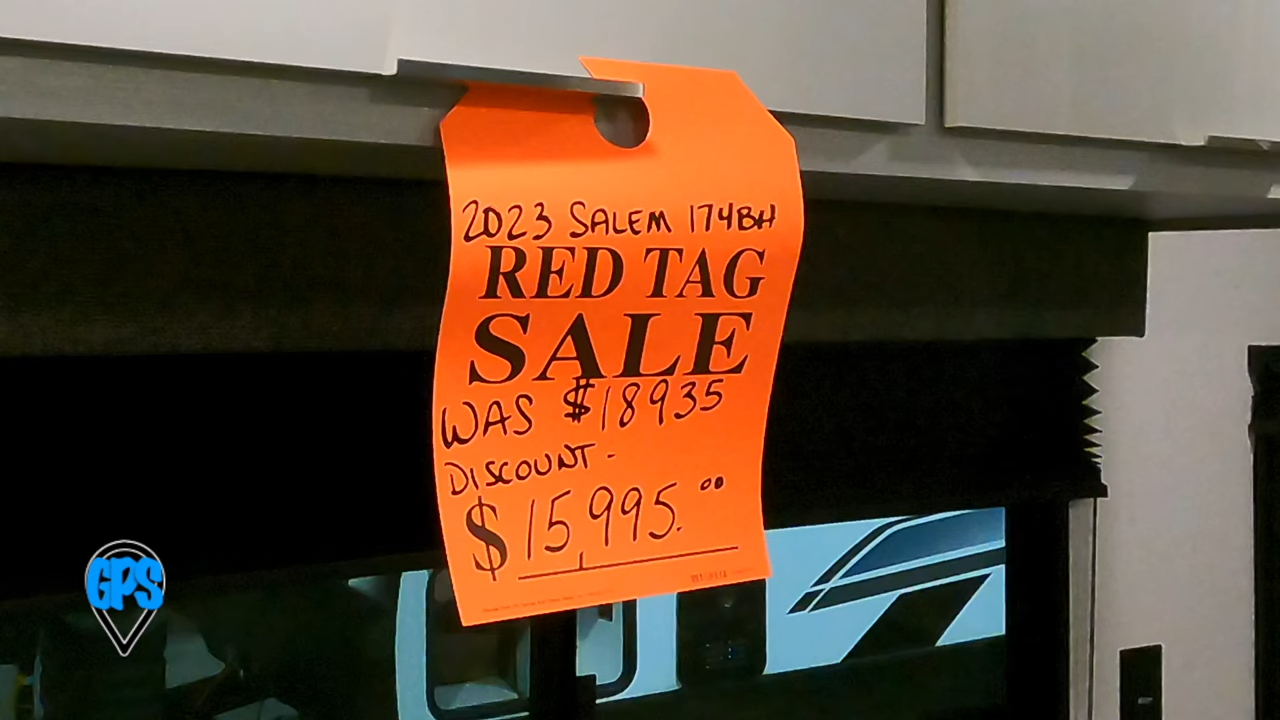 2023 SALEM 174BH
RED TAG
SALE
WAS $18935
DISCOUNT-
$15,995.00
GPS